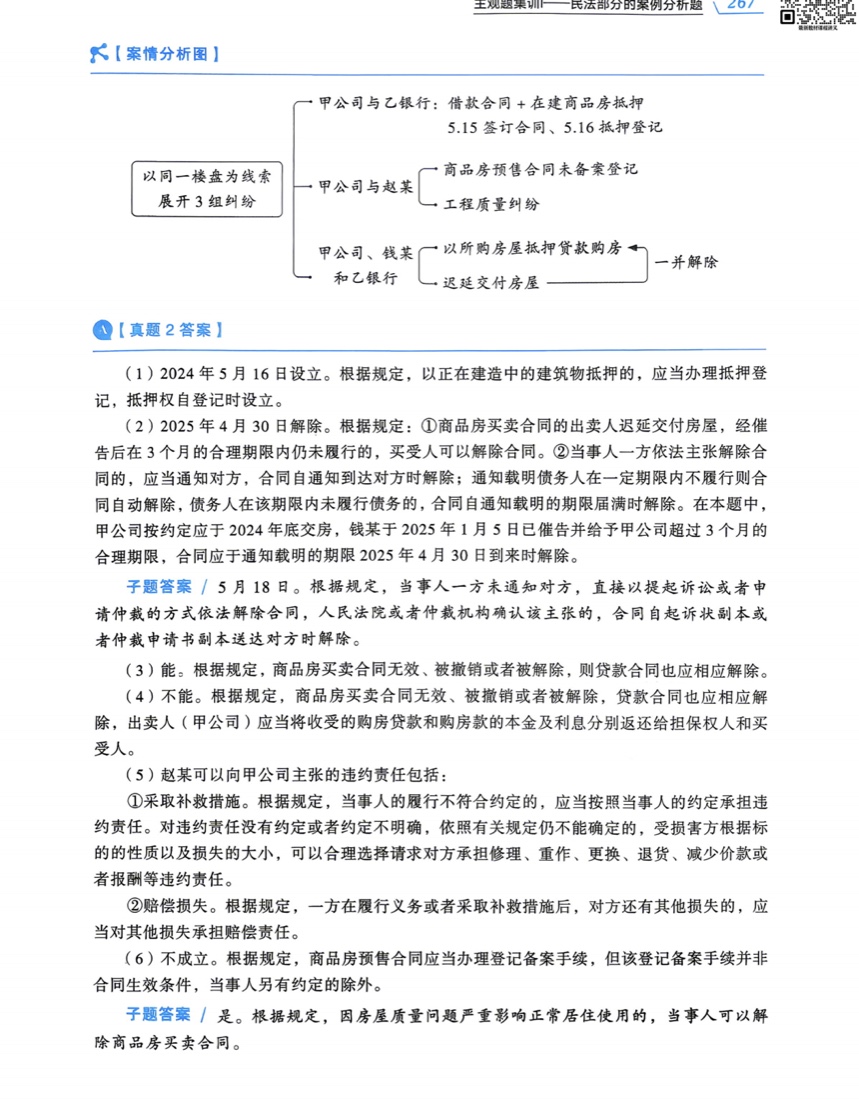 主观题集训Ⅰ——民法部分的案例分析题 267
【案情分析图】
甲公司与乙银行：借款合同+在建商品房抵押
5.15 签订合同、5.16 抵押登记
以同一楼盘为线索
展开 3 组纠纷
甲公司与赵某
商品房预售合同未备案登记
工程质量纠纷
甲公司、钱某
和乙银行
以所购房屋抵押贷款购房
迟延交付房屋
一并解除
A【真题 2 答案】
（1）2024 年 5 月 16 日设立。根据规定，以正在建造中的建筑物抵押的，应当办理抵押登
记，抵押权自登记时设立。
（2）2025 年 4 月 30 日解除。根据规定：①商品房买卖合同的出卖人迟延交付房屋，经催
告后在 3 个月的合理期限内仍未履行的，买受人可以解除合同。②当事人一方依法主张解除合
同的，应当通知对方，合同自通知到达对方时解除；通知载明债务人在一定期限内不履行则合
同自动解除，债务人在该期限内未履行债务的，合同自通知载明的期限届满时解除。在本题中，
甲公司按约定应于 2024 年底交房，钱某于 2025 年 1 月 5 日已催告并给予甲公司超过 3 个月的
合理期限，合同应于通知载明的期限 2025 年 4 月 30 日到来时解除。
子题答案 / 5 月 18 日。根据规定，当事人一方未通知对方，直接以提起诉讼或者申
请仲裁的方式依法解除合同，人民法院或者仲裁机构确认该主张的，合同自起诉状副本或
者仲裁申请书副本送达对方时解除。
（3）能。根据规定，商品房买卖合同无效、被撤销或者被解除，则贷款合同也应相应解除。
（4）不能。根据规定，商品房买卖合同无效、被撤销或者被解除，贷款合同也应相应解
除，出卖人（甲公司）应当将收受的购房贷款和购房款的本金及利息分别返还给担保权人和买
受人。
（5）赵某可以向甲公司主张的违约责任包括：
①采取补救措施。根据规定，当事人的履行不符合约定的，应当按照当事人的约定承担违
约责任。对违约责任没有约定或者约定不明确，依照有关规定仍不能确定的，受损害方根据标
的的性质以及损失的大小，可以合理选择请求对方承担修理、重作、更换、退货、减少价款或
者报酬等违约责任。
②赔偿损失。根据规定，一方在履行义务或者采取补救措施后，对方还有其他损失的，应
当对其他损失承担赔偿责任。
（6）不成立。根据规定，商品房预售合同应当办理登记备案手续，但该登记备案手续并非
合同生效条件，当事人另有约定的除外。
子题答案 / 是。根据规定，因房屋质量问题严重影响正常居住使用的，当事人可以解
除商品房买卖合同。